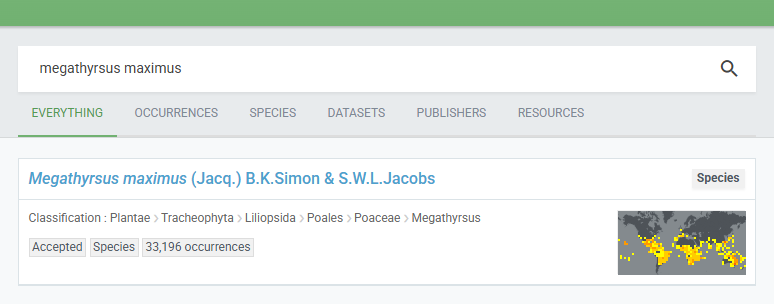 megathyrsus maximus
EVERYTHING OCCURRENCES SPECIES DATASETS PUBLISHERS RESOURCES
Megathyrsus maximus (Jacq.) B.K.Simon & S.W.L.Jacobs Species
Classification : Plantae › Tracheophyta › Liliopsida › Poales › Poaceae › Megathyrsus
Accepted Species 33,196 occurrences